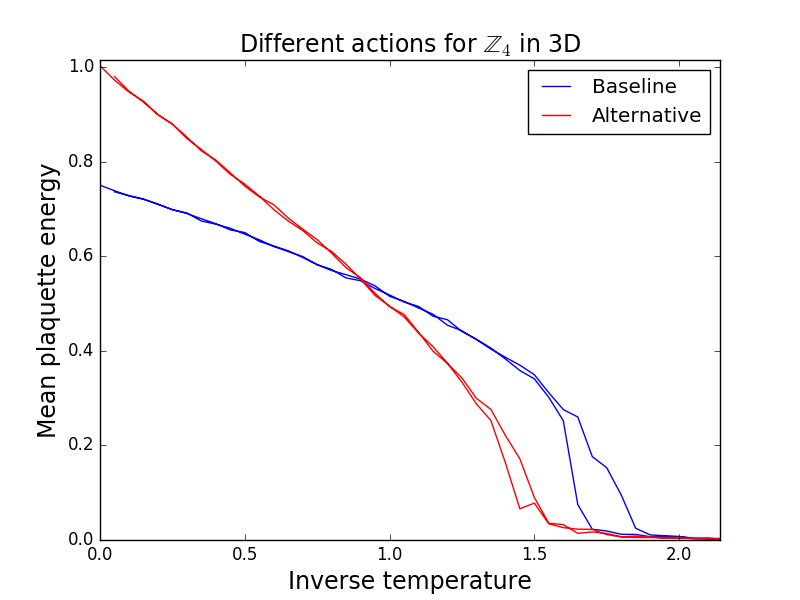 Different actions for ℤ₄ in 3D
Baseline
Alternative
Mean plaquette energy
1.0
0.8
0.6
0.4
0.2
0.0
0.0 0.5 1.0 1.5 2.0
Inverse temperature